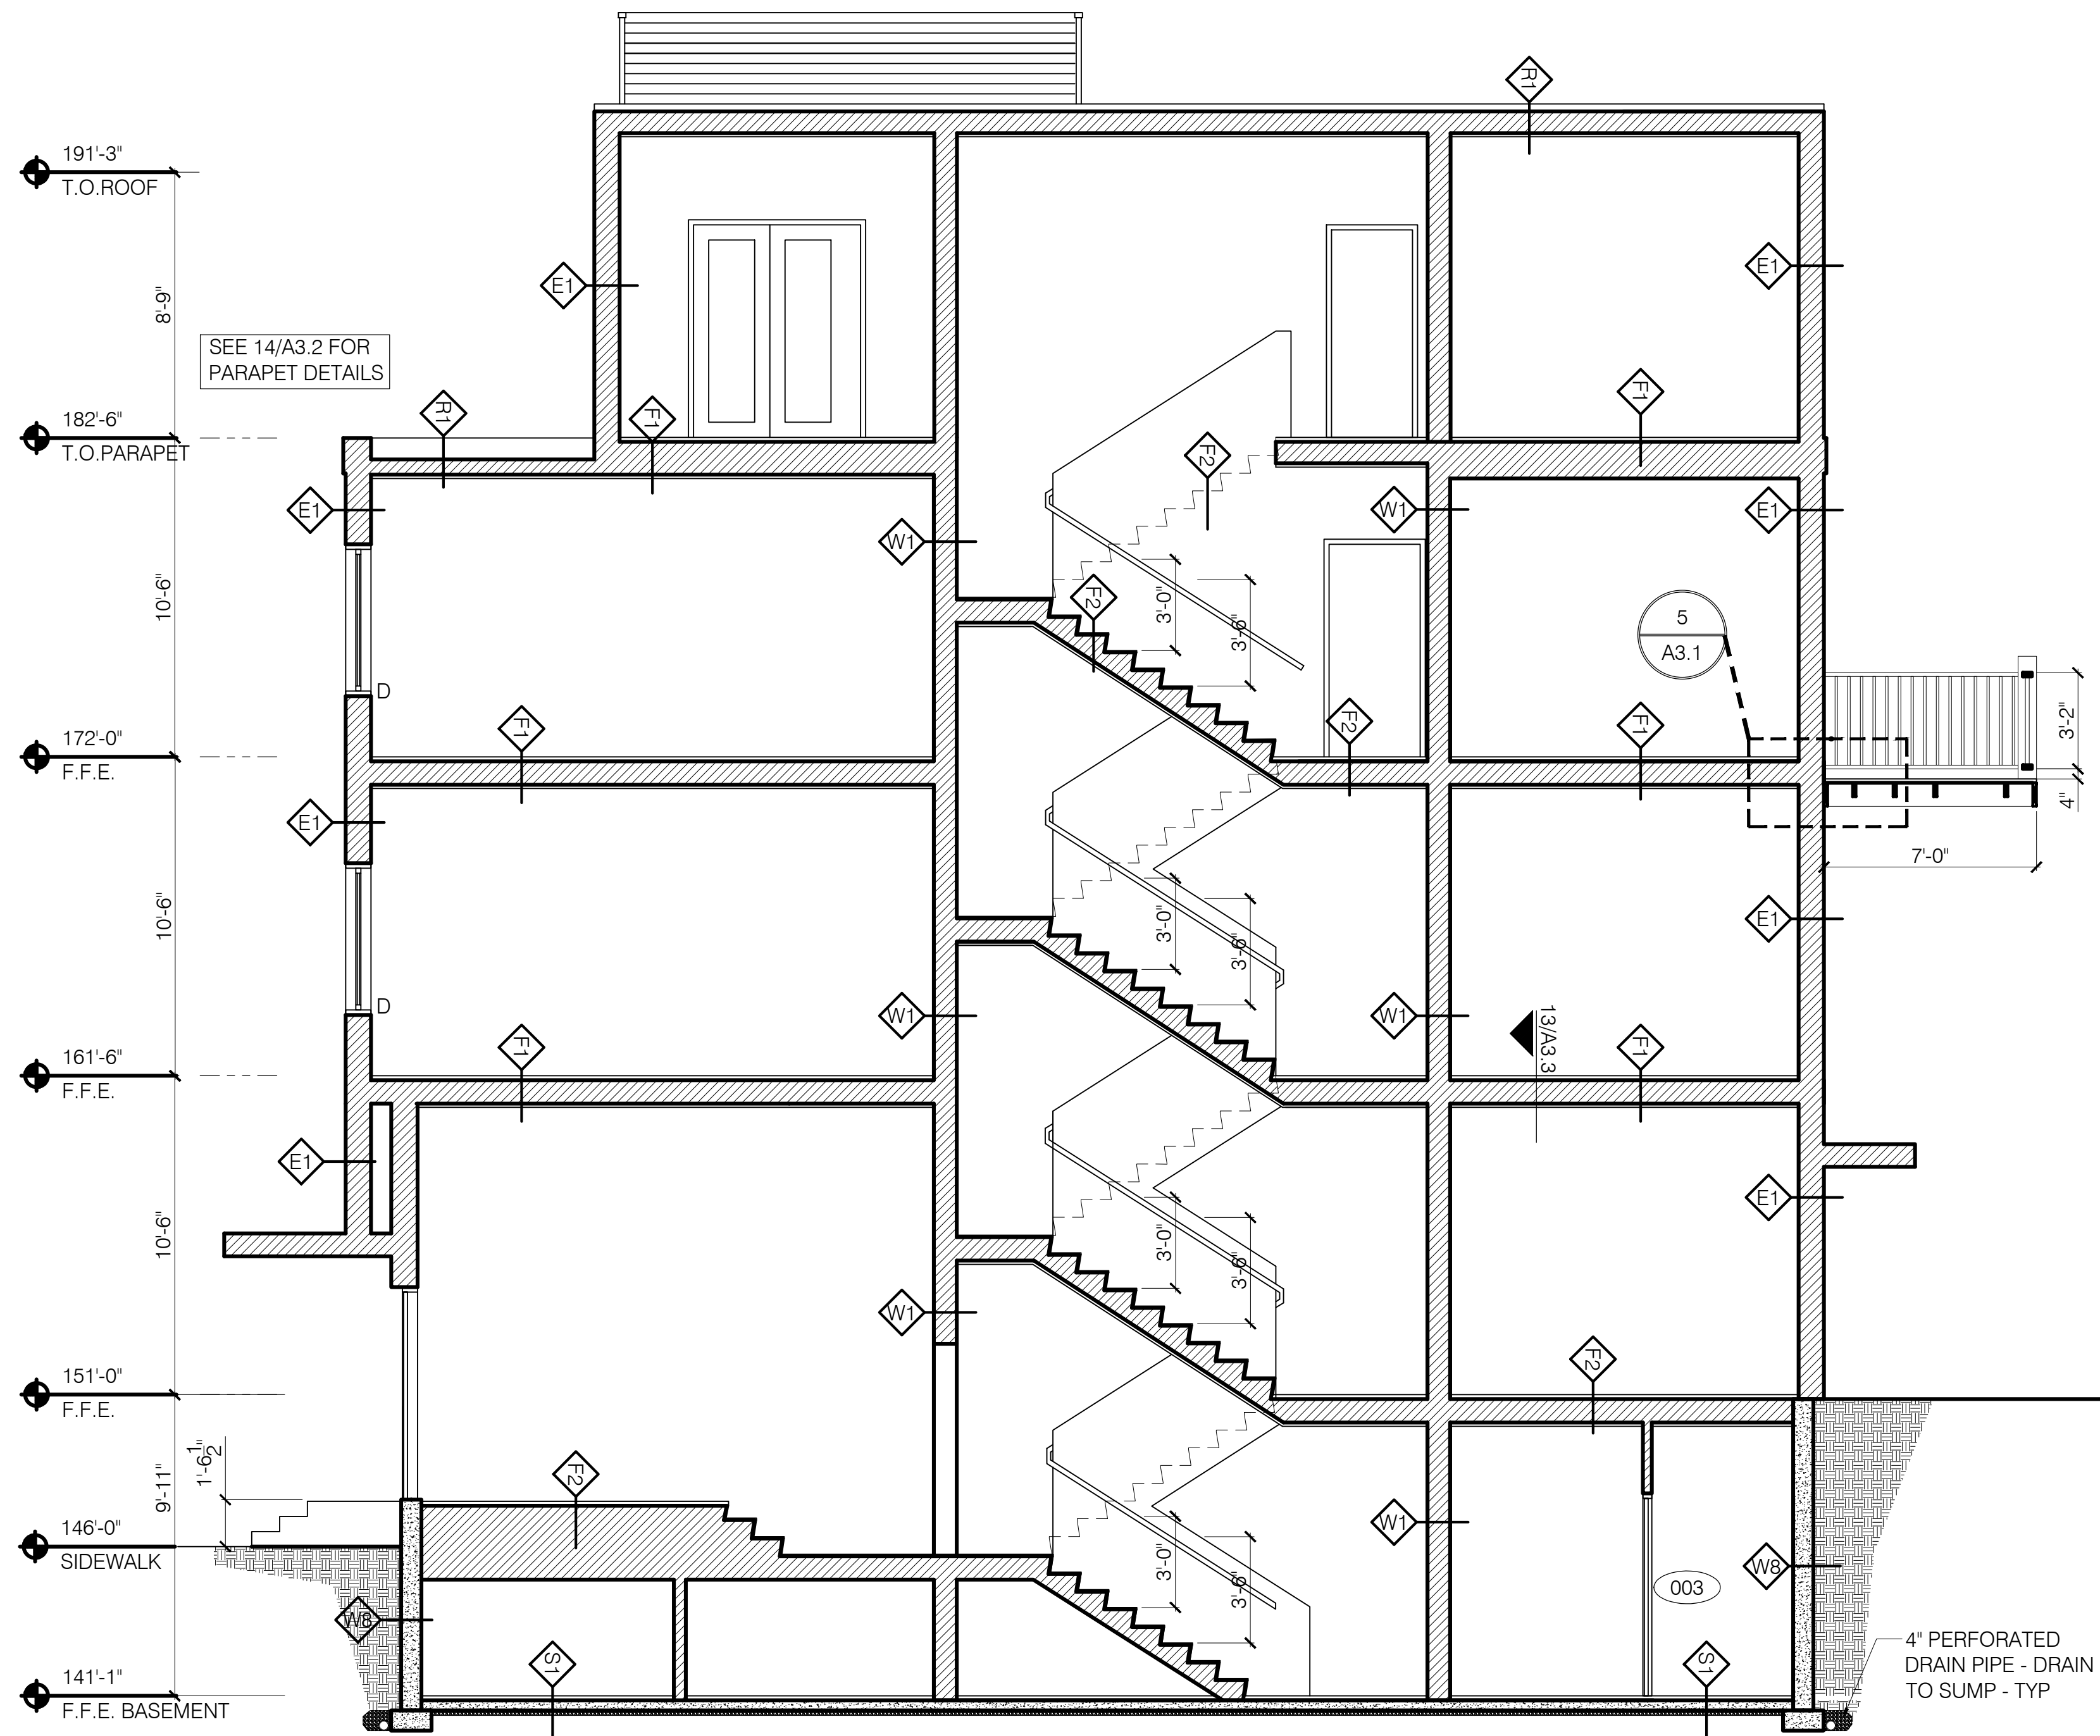 R1
191'-3"
T.O.ROOF
E1
E1
8'-9"
SEE 14/A3.2 FOR
PARAPET DETAILS
R1
F1
F1
182'-6"
T.O.PARAPET
F2
E1
W1
W1
E1
10'-6"
F2
3'-0"
3'-6"
5
A3.1
D
F1
F2
F1
3'-2"
172'-0"
F.F.E.
4"
E1
7'-0"
10'-6"
3'-0"
3'-6"
E1
D
W1
W1
13/A3.3
F1
F1
161'-6"
F.F.E.
E1
E1
10'-6"
3'-0"
3'-6"
W1
F2
151'-0"
F.F.E.
1'-6 1/2"
9'-11"
F2
W1
146'-0"
SIDEWALK
3'-0"
3'-6"
W8
003
W8
4" PERFORATED
DRAIN PIPE - DRAIN
TO SUMP - TYP
S1
S1
141'-1"
F.F.E. BASEMENT